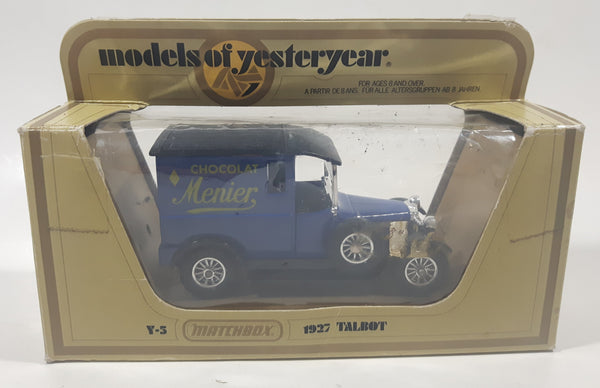 models of yesteryear®
FOR AGES 8 AND OVER.
A PARTIR DE 8 ANS. FÜR ALLE ALTERSGRUPPEN AB 8 JAHREN.
CHOCOLAT
Menier
Y-5 MATCHBOX® 1927 TALBOT